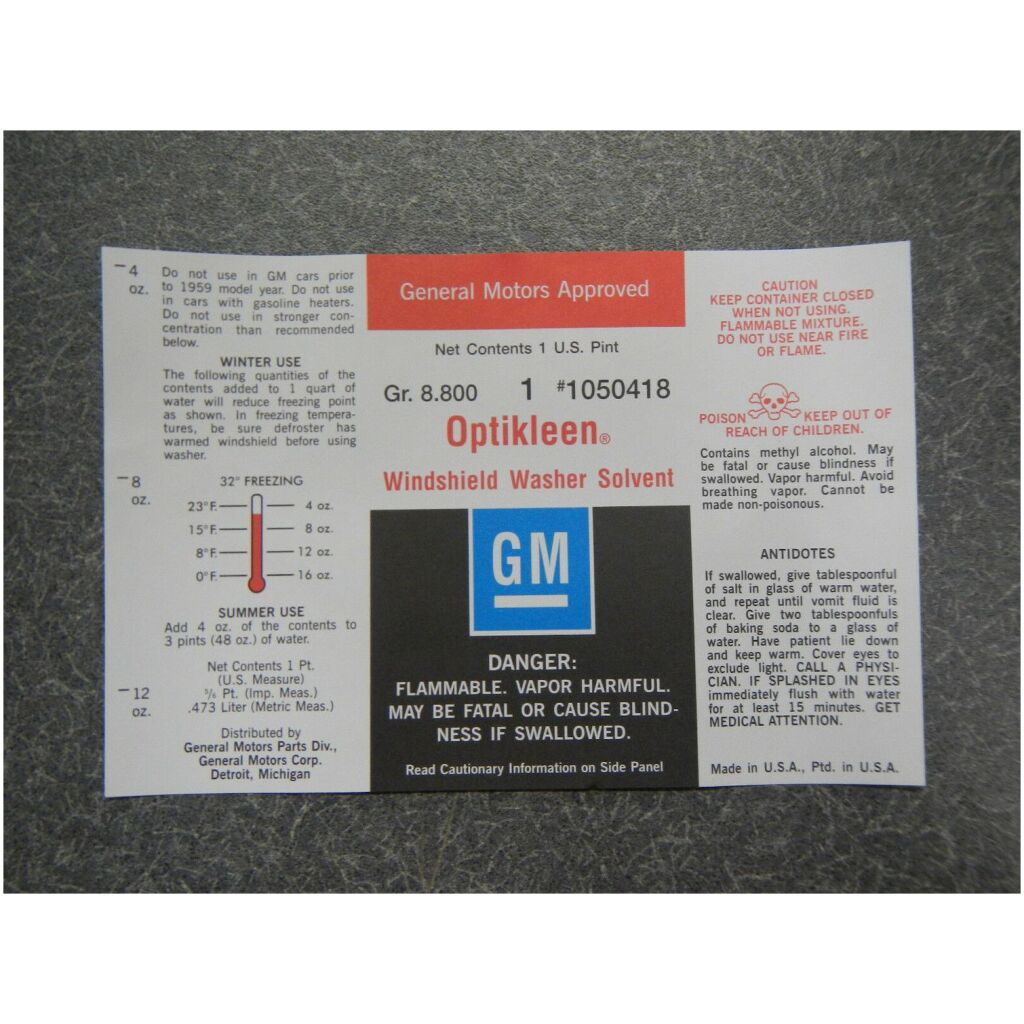 4
oz.
Do not use in GM cars prior
to 1959 model year. Do not use
in cars with gasoline heaters.
Do not use in stronger con-
centration than recommended
below.
WINTER USE
The following quantities of the
contents added to 1 quart of
water will reduce freezing point
as shown. In freezing tempera-
tures, be sure defroster has
warmed windshield before using
washer.
8
oz.
32° FREEZING
23°F. 4 oz.
15°F. 8 oz.
8°F. 12 oz.
0°F. 16 oz.
SUMMER USE
Add 4 oz. of the contents to
3 pints (48 oz.) of water.
Net Contents 1 Pt.
(U.S. Measure)
5/6 Pt. (Imp. Meas.)
.473 Liter (Metric Meas.)
12
oz.
Distributed by
General Motors Parts Div.,
General Motors Corp.
Detroit, Michigan
General Motors Approved
Net Contents 1 U.S. Pint
Gr. 8.800 1 #1050418
Optikleen®
Windshield Washer Solvent
GM
DANGER:
FLAMMABLE. VAPOR HARMFUL.
MAY BE FATAL OR CAUSE BLIND-
NESS IF SWALLOWED.
Read Cautionary Information on Side Panel
CAUTION
KEEP CONTAINER CLOSED
WHEN NOT USING.
FLAMMABLE MIXTURE.
DO NOT USE NEAR FIRE
OR FLAME.
POISON KEEP OUT OF
REACH OF CHILDREN.
Contains methyl alcohol. May
be fatal or cause blindness if
swallowed. Vapor harmful. Avoid
breathing vapor. Cannot be
made non-poisonous.
ANTIDOTES
If swallowed, give tablespoonful
of salt in glass of warm water,
and repeat until vomit fluid is
clear. Give two tablespoonfuls
of baking soda to a glass of
water. Have patient lie down
and keep warm. Cover eyes to
exclude light. CALL A PHYSI-
CIAN. IF SPLASHED IN EYES
immediately flush with water
for at least 15 minutes. GET
MEDICAL ATTENTION.
Made in U.S.A., Ptd. in U.S.A.